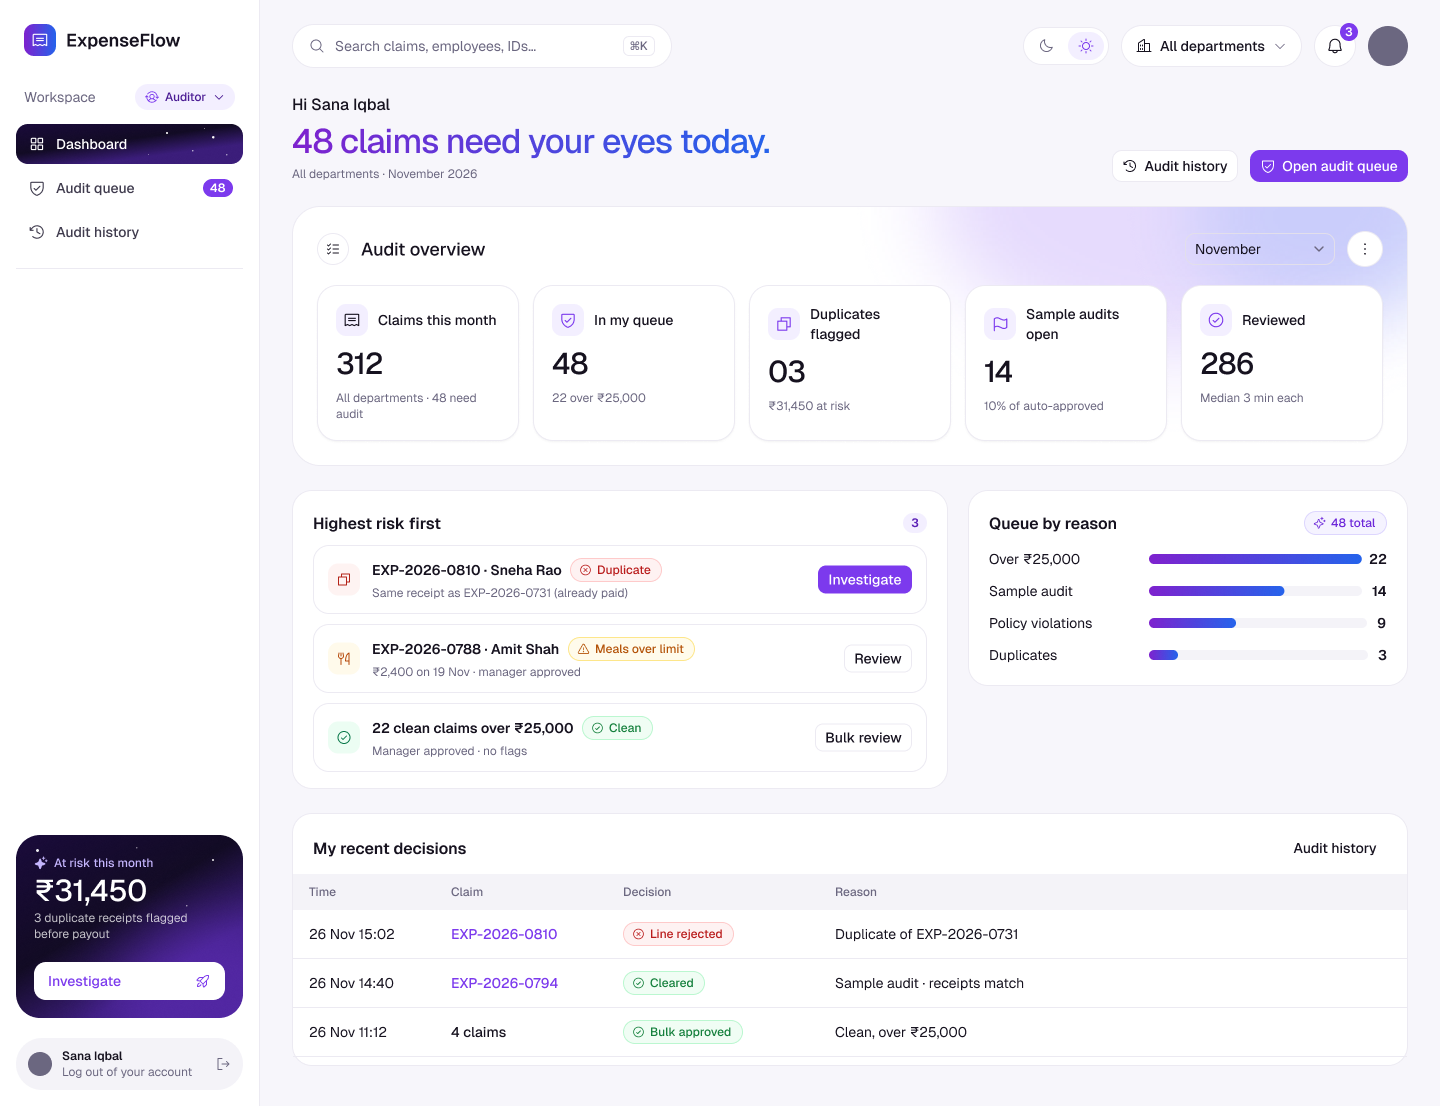 ExpenseFlow
Search claims, employees, IDs...
⌘K
All departments
3
Workspace
Auditor
Dashboard
Audit queue
48
Audit history
Hi Sana Iqbal
48 claims need your eyes today.
All departments · November 2026
Audit history
Open audit queue
Audit overview
November
Claims this month
312
All departments · 48 need
audit
In my queue
48
22 over ₹25,000
Duplicates
flagged
03
₹31,450 at risk
Sample audits
open
14
10% of auto-approved
Reviewed
286
Median 3 min each
Highest risk first
3
EXP-2026-0810 · Sneha Rao
Duplicate
Same receipt as EXP-2026-0731 (already paid)
Investigate
EXP-2026-0788 · Amit Shah
Meals over limit
₹2,400 on 19 Nov · manager approved
Review
22 clean claims over ₹25,000
Clean
Manager approved · no flags
Bulk review
Queue by reason
48 total
Over ₹25,000
22
Sample audit
14
Policy violations
9
Duplicates
3
My recent decisions
Audit history
Time
Claim
Decision
Reason
26 Nov 15:02
EXP-2026-0810
Line rejected
Duplicate of EXP-2026-0731
26 Nov 14:40
EXP-2026-0794
Cleared
Sample audit · receipts match
26 Nov 11:12
4 claims
Bulk approved
Clean, over ₹25,000
At risk this month
₹31,450
3 duplicate receipts flagged
before payout
Investigate
Sana Iqbal
Log out of your account